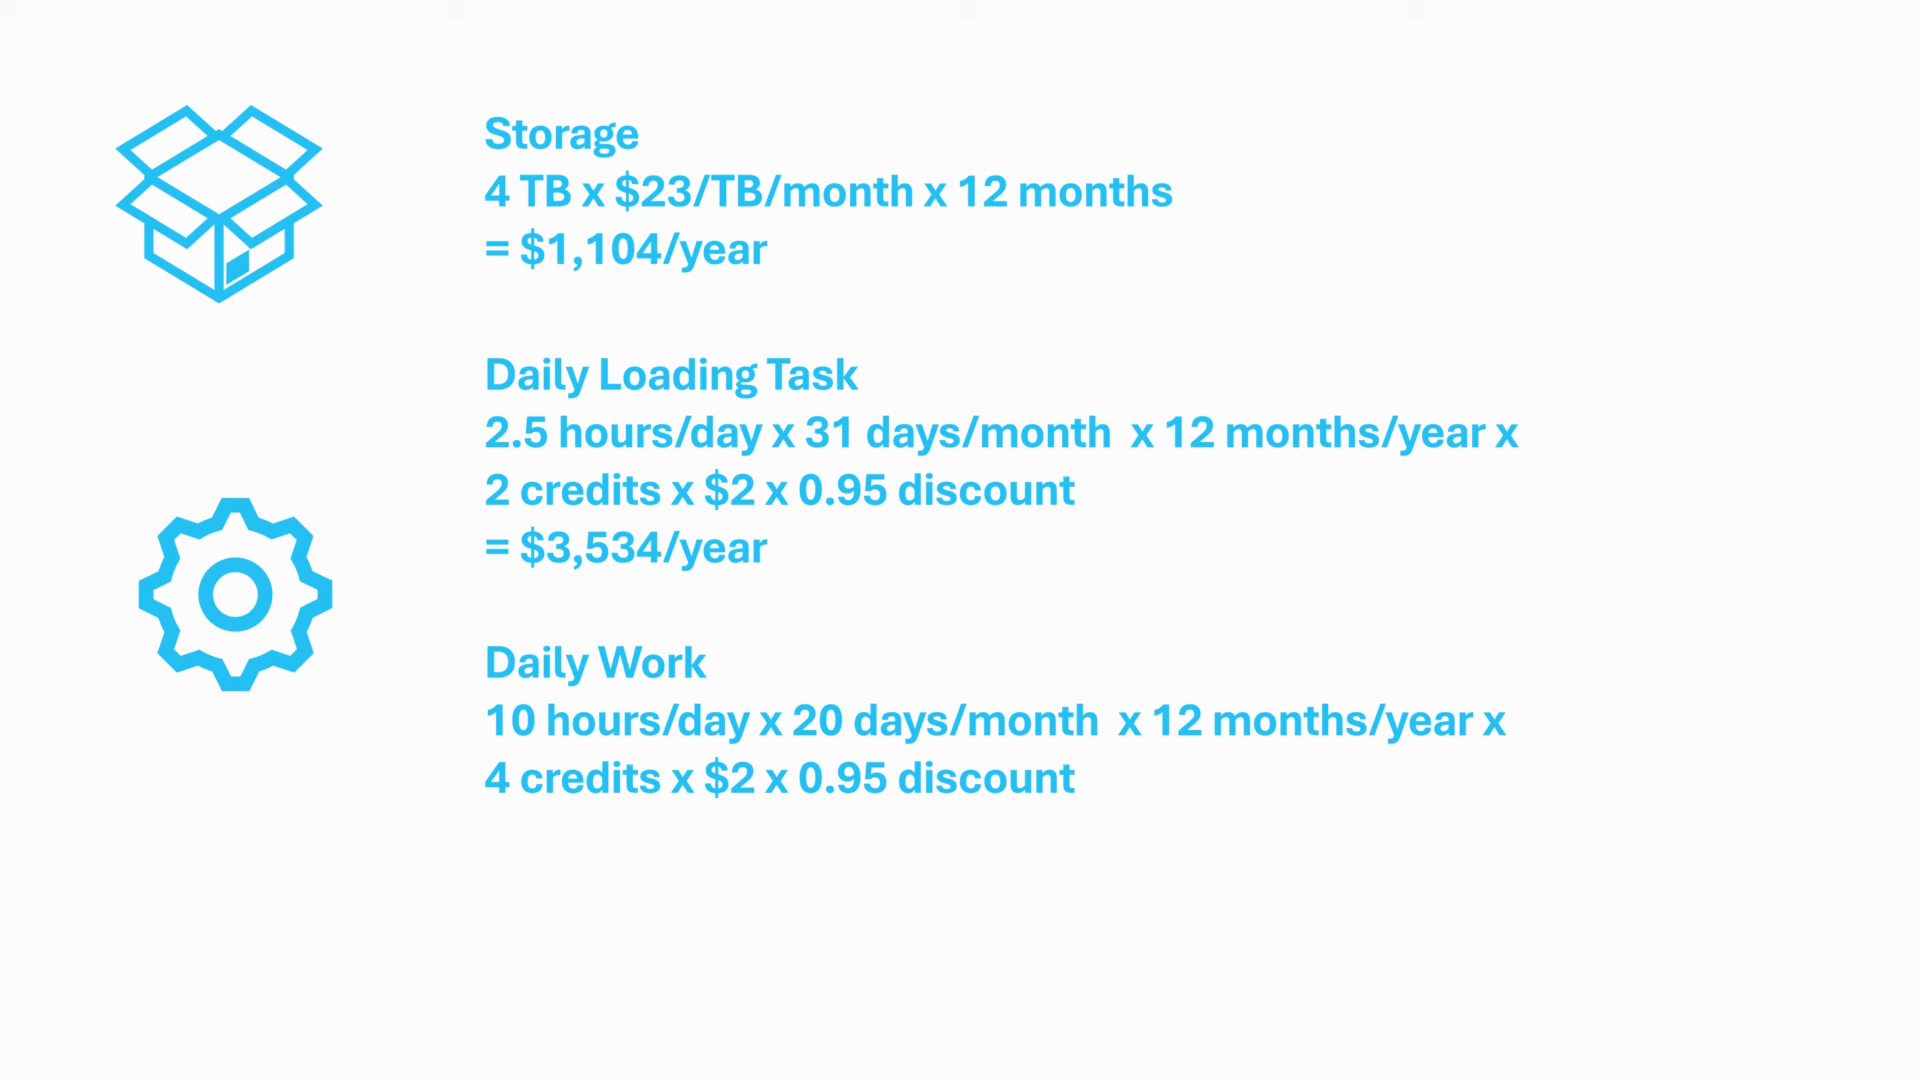 Storage
4 TB x $23/TB/month x 12 months
= $1,104/year
Daily Loading Task
2.5 hours/day x 31 days/month  x 12 months/year x
2 credits x $2 x 0.95 discount
= $3,534/year
Daily Work
10 hours/day x 20 days/month  x 12 months/year x
4 credits x $2 x 0.95 discount